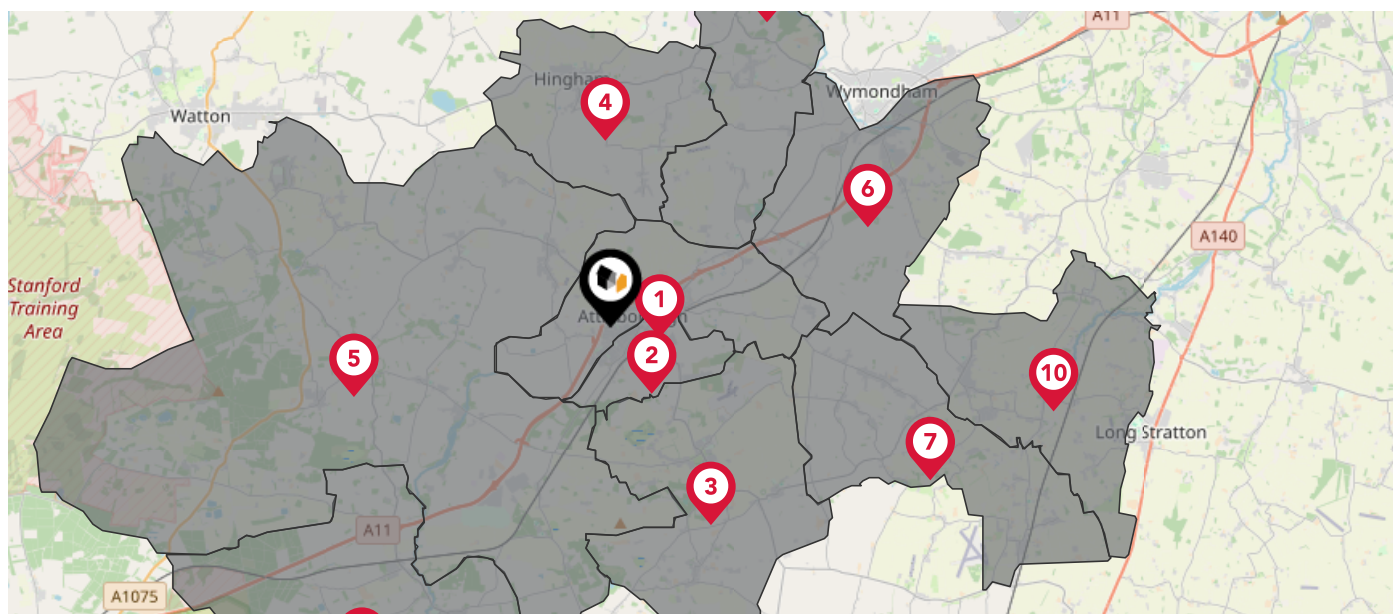 A11
Hingham
Wymondham
4
Watton
6
A140
Stanford
Training
Area
1
Attleborough
2
5
10
7
Long Stratton
3
A11
A1075